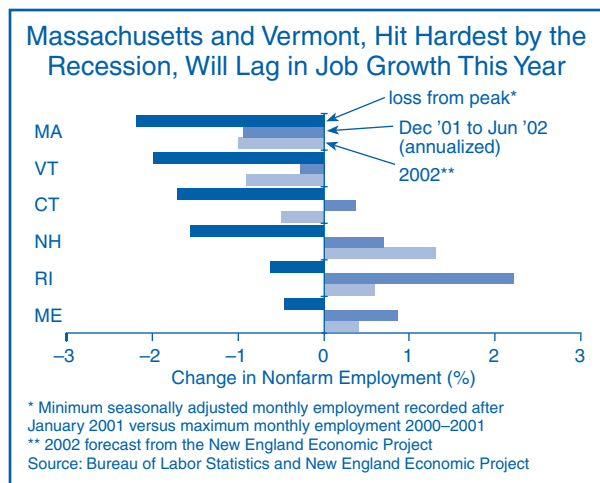 Massachusetts and Vermont, Hit Hardest by the
Recession, Will Lag in Job Growth This Year
loss from peak*
Dec '01 to Jun '02
(annualized)
2002**
MA
VT
CT
NH
RI
ME
–3 –2 –1 0 1 2 3
Change in Nonfarm Employment (%)
* Minimum seasonally adjusted monthly employment recorded after
January 2001 versus maximum monthly employment 2000–2001
** 2002 forecast from the New England Economic Project
Source: Bureau of Labor Statistics and New England Economic Project